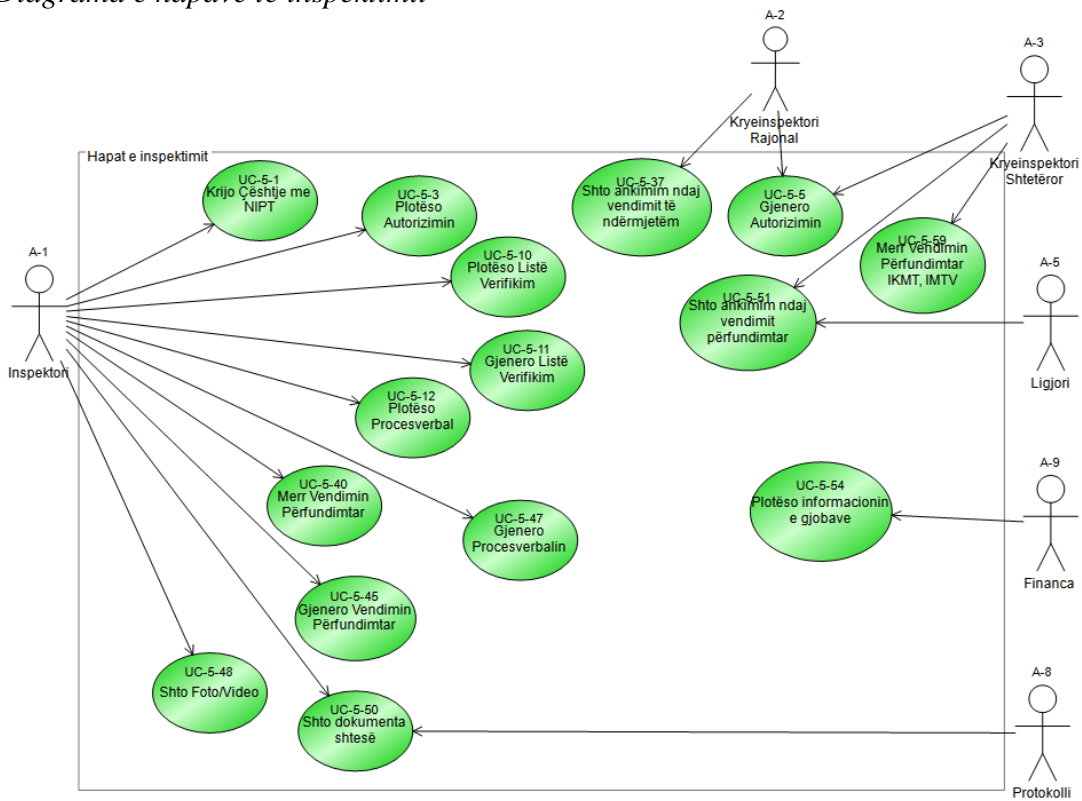 Diagrama e hapave të inspektimit
A-2
Kryeinspektori
Rajonal
A-3
Kryeinspektori
Shtetëror
Hapat e inspektimit
UC-5-1
Krijo Çështje me
NIPT
UC-5-3
Plotëso
Autorizimin
UC-5-37
Shto ankimim ndaj
vendimit të
ndërmjetëm
UC-5-5
Gjenero
Autorizimin
UC-5-59
Merr Vendimin
Përfundimtar
IKMT, IMTV
A-1
Inspektori
UC-5-10
Plotëso Listë
Verifikim
UC-5-51
Shto ankimim ndaj
vendimit
përfundimtar
A-5
Ligjori
UC-5-11
Gjenero Listë
Verifikim
UC-5-12
Plotëso
Procesverbal
UC-5-40
Merr Vendimin
Përfundimtar
UC-5-47
Gjenero
Procesverbalin
UC-5-54
Plotëso informacionin
e gjobave
A-9
Financa
UC-5-45
Gjenero Vendimin
Përfundimtar
UC-5-48
Shto Foto/Video
UC-5-50
Shto dokumenta
shtesë
A-8
Protokolli